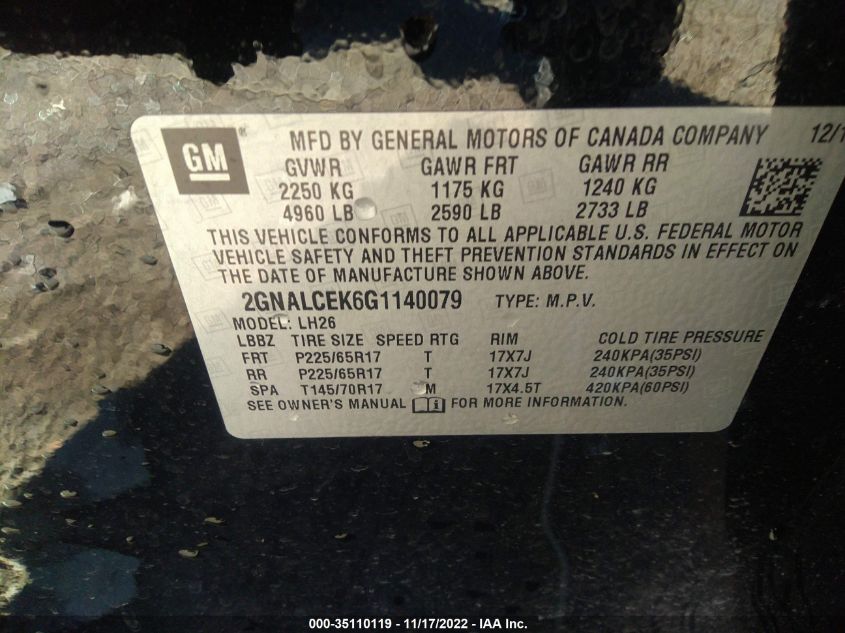 GM ®
MFD BY GENERAL MOTORS OF CANADA COMPANY 12/1
GVWR GAWR FRT GAWR RR
2250 KG 1175 KG 1240 KG
4960 LB 2590 LB 2733 LB
THIS VEHICLE CONFORMS TO ALL APPLICABLE U.S. FEDERAL MOTOR
VEHICLE SAFETY AND THEFT PREVENTION STANDARDS IN EFFECT ON
THE DATE OF MANUFACTURE SHOWN ABOVE.
2GNALCEK6G1140079 TYPE: M.P.V.
MODEL: LH26
LBBZ TIRE SIZE SPEED RTG RIM COLD TIRE PRESSURE
FRT P225/65R17 T 17X7J 240KPA(35PSI)
RR P225/65R17 T 17X7J 240KPA(35PSI)
SPA T145/70R17 M 17X4.5T 420KPA(60PSI)
SEE OWNER'S MANUAL i FOR MORE INFORMATION.
000-35110119 - 11/17/2022 - IAA Inc.